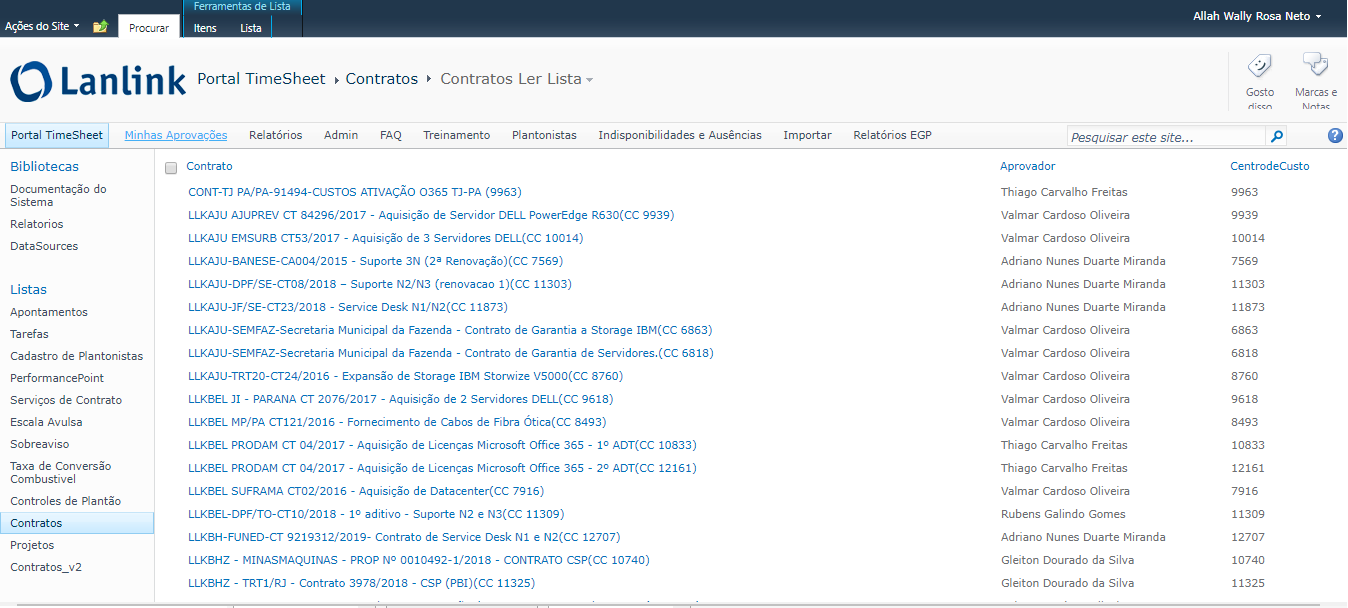 Ferramentas de Lista
Allah Wally Rosa Neto
Ações do Site
Procurar
Itens
Lista
Lanlink
Portal TimeSheet
Contratos
Contratos Ler Lista
Gosto disso
Marcas e Notas
Portal TimeSheet
Minhas Aprovações
Relatórios
Admin
FAQ
Treinamento
Plantonistas
Indisponibilidades e Ausências
Importar
Relatórios EGP
Pesquisar este site...
Bibliotecas
Documentação do
Sistema
Relatorios
DataSources
Listas
Apontamentos
Tarefas
Cadastro de Plantonistas
PerformancePoint
Serviços de Contrato
Escala Avulsa
Sobreaviso
Taxa de Conversão
Combustivel
Controles de Plantão
Contratos
Projetos
Contratos_v2
Contrato Aprovador CentrodeCusto
CONT-TJ PA/PA-91494-CUSTOS ATIVAÇÃO O365 TJ-PA (9963) Thiago Carvalho Freitas 9963
LLKAJU AJUPREV CT 84296/2017 - Aquisição de Servidor DELL PowerEdge R630(CC 9939) Valmar Cardoso Oliveira 9939
LLKAJU EMSURB CT53/2017 - Aquisição de 3 Servidores DELL(CC 10014) Valmar Cardoso Oliveira 10014
LLKAJU-BANESE-CA004/2015 - Suporte 3N (2ª Renovação)(CC 7569) Adriano Nunes Duarte Miranda 7569
LLKAJU-DPF/SE-CT08/2018 – Suporte N2/N3 (renovacao 1)(CC 11303) Adriano Nunes Duarte Miranda 11303
LLKAJU-JF/SE-CT23/2018 - Service Desk N1/N2(CC 11873) Adriano Nunes Duarte Miranda 11873
LLKAJU-SEMFAZ-Secretaria Municipal da Fazenda - Contrato de Garantia a Storage IBM(CC 6863) Valmar Cardoso Oliveira 6863
LLKAJU-SEMFAZ-Secretaria Municipal da Fazenda - Contrato de Garantia de Servidores.(CC 6818) Valmar Cardoso Oliveira 6818
LLKAJU-TRT20-CT24/2016 - Expansão de Storage IBM Storwize V5000(CC 8760) Valmar Cardoso Oliveira 8760
LLKBEL JI - PARANA CT 2076/2017 - Aquisição de 2 Servidores DELL(CC 9618) Valmar Cardoso Oliveira 9618
LLKBEL MP/PA CT121/2016 - Fornecimento de Cabos de Fibra Ótica(CC 8493) Valmar Cardoso Oliveira 8493
LLKBEL PRODAM CT 04/2017 - Aquisição de Licenças Microsoft Office 365 - 1º ADT(CC 10833) Thiago Carvalho Freitas 10833
LLKBEL PRODAM CT 04/2017 - Aquisição de Licenças Microsoft Office 365 - 2º ADT(CC 12161) Thiago Carvalho Freitas 12161
LLKBEL SUFRAMA CT02/2016 - Aquisição de Datacenter(CC 7916) Valmar Cardoso Oliveira 7916
LLKBEL-DPF/TO-CT10/2018 - 1º aditivo - Suporte N2 e N3(CC 11309) Rubens Galindo Gomes 11309
LLKBH-FUNED-CT 9219312/2019- Contrato de Service Desk N1 e N2(CC 12707) Adriano Nunes Duarte Miranda 12707
LLKBHZ - MINASMAQUINAS - PROP Nº 0010492-1/2018 - CONTRATO CSP(CC 10740) Gleiton Dourado da Silva 10740
LLKBHZ - TRT1/RJ - Contrato 3978/2018 - CSP (PBI)(CC 11325) Gleiton Dourado da Silva 11325